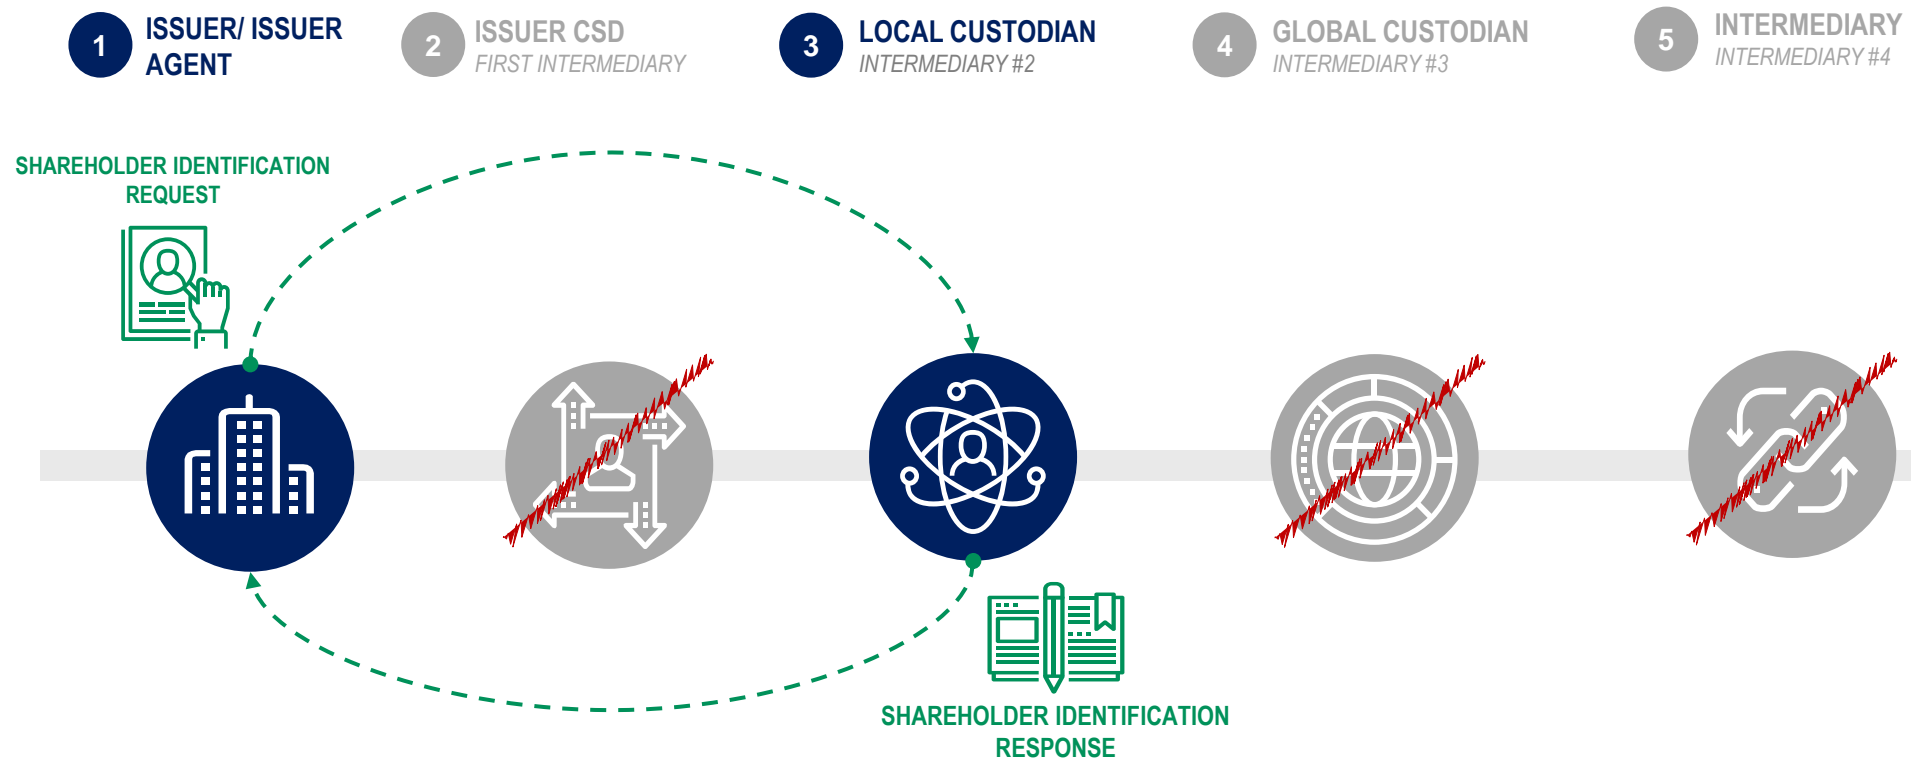 1
ISSUER/ ISSUER
AGENT
2
ISSUER CSD
FIRST INTERMEDIARY
3
LOCAL CUSTODIAN
INTERMEDIARY #2
4
GLOBAL CUSTODIAN
INTERMEDIARY #3
5
INTERMEDIARY
INTERMEDIARY #4
SHAREHOLDER IDENTIFICATION
REQUEST
SHAREHOLDER IDENTIFICATION
RESPONSE